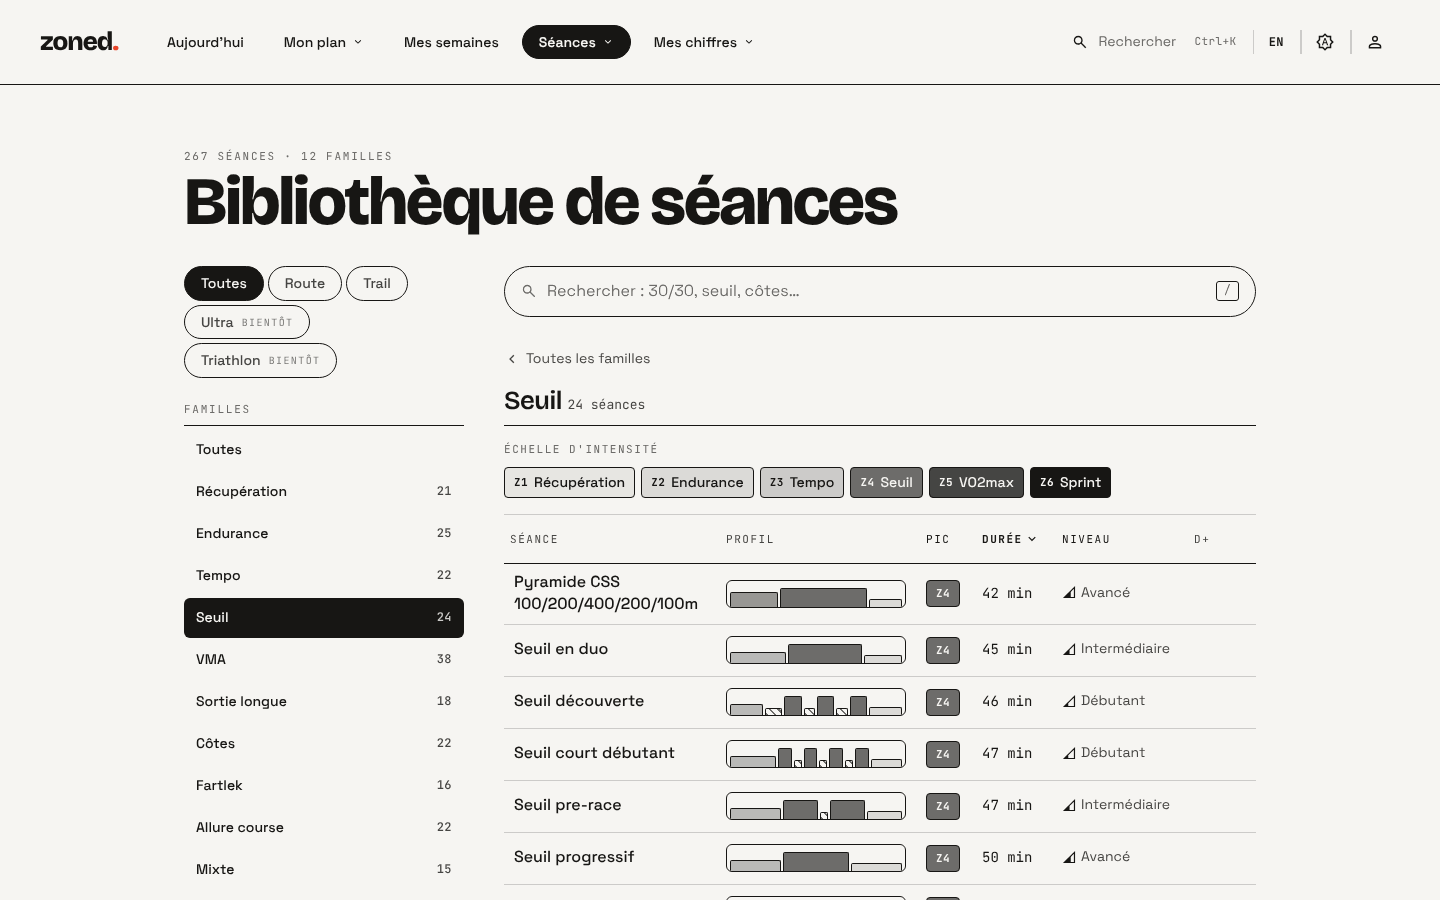 zoned.
Aujourd'hui
Mon plan
Mes semaines
Séances
Mes chiffres
Rechercher
Ctrl+K
EN
A
267 SÉANCES · 12 FAMILLES
Bibliothèque de séances
Toutes
Route
Trail
Ultra BIENTÔT
Triathlon BIENTÔT
FAMILLES
Toutes
Récupération 21
Endurance 25
Tempo 22
Seuil 24
VMA 38
Sortie longue 18
Côtes 22
Fartlek 16
Allure course 22
Mixte 15
Rechercher : 30/30, seuil, côtes... /
Toutes les familles
Seuil 24 séances
ÉCHELLE D'INTENSITÉ
Z1 Récupération
Z2 Endurance
Z3 Tempo
Z4 Seuil
Z5 VO2max
Z6 Sprint
SÉANCE PROFIL PIC DURÉE NIVEAU D+
Pyramide CSS
100/200/400/200/100m Z4 42 min Avancé
Seuil en duo Z4 45 min Intermédiaire
Seuil découverte Z4 46 min Débutant
Seuil court débutant Z4 47 min Débutant
Seuil pre-race Z4 47 min Intermédiaire
Seuil progressif Z4 50 min Avancé